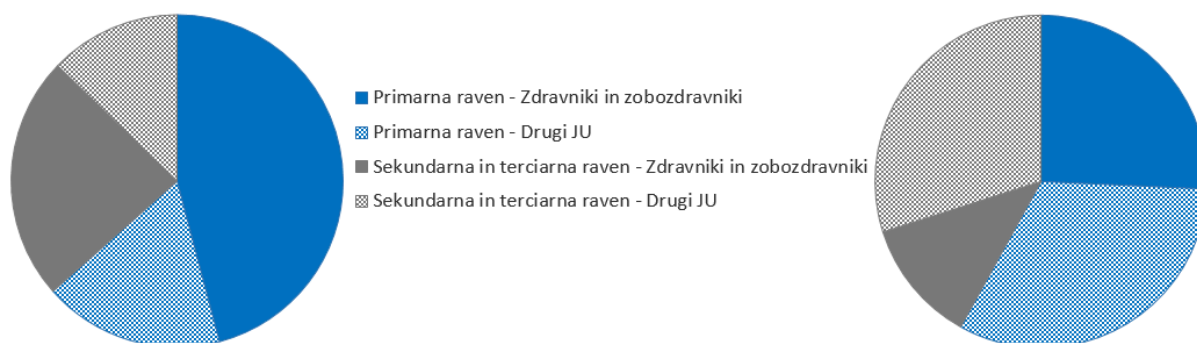 Primarna raven - Zdravniki in zobozdravniki
Primarna raven - Drugi JU
Sekundarna in terciarna raven - Zdravniki in zobozdravniki
Sekundarna in terciarna raven - Drugi JU